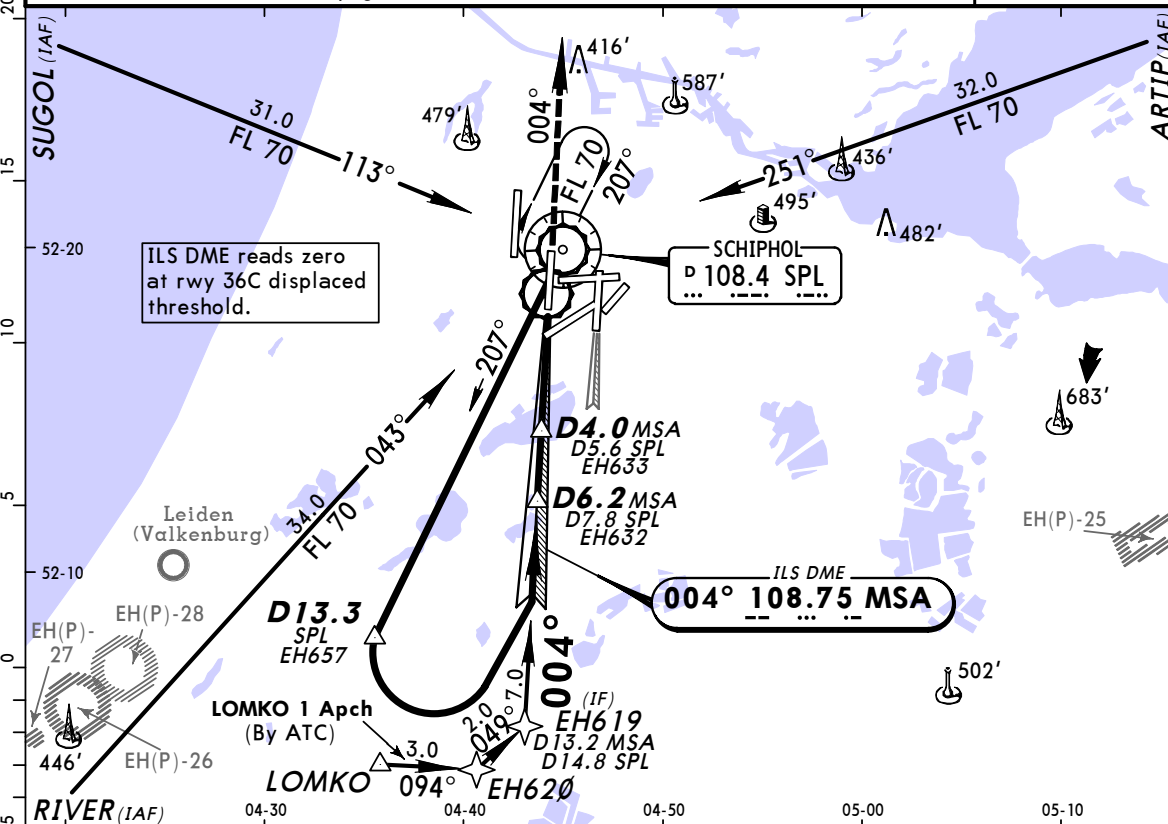 20
SUGOL (IAF)
31.0
FL 70
113°
479'
004°
416'
587'
FL 70
207°
32.0
FL 70
ARTIP (IAF)
251°
436'
495'
482'
15
52-20
ILS DME reads zero
at rwy 36C displaced
threshold.
SCHIPHOL
D 108.4 SPL
10
207°
683'
043°
34.0
FL 70
D4.0 MSA
D5.6 SPL
EH633
D6.2 MSA
D7.8 SPL
EH632
5
Leiden
(Valkenburg)
EH(P)-25
52-10
ILS DME
004° 108.75 MSA
EH(P)-28
EH(P)-
27
D13.3
SPL
EH657
004°
0
502'
LOMKO 1 Apch
(By ATC)
7.0
2.0
049°
(IF)
EH619
D13.2 MSA
D14.8 SPL
3.0
094°
LOMKO
EH620
446'
EH(P)-26
RIVER (IAF)
5
04-30
04-40
04-50
05-00
05-10